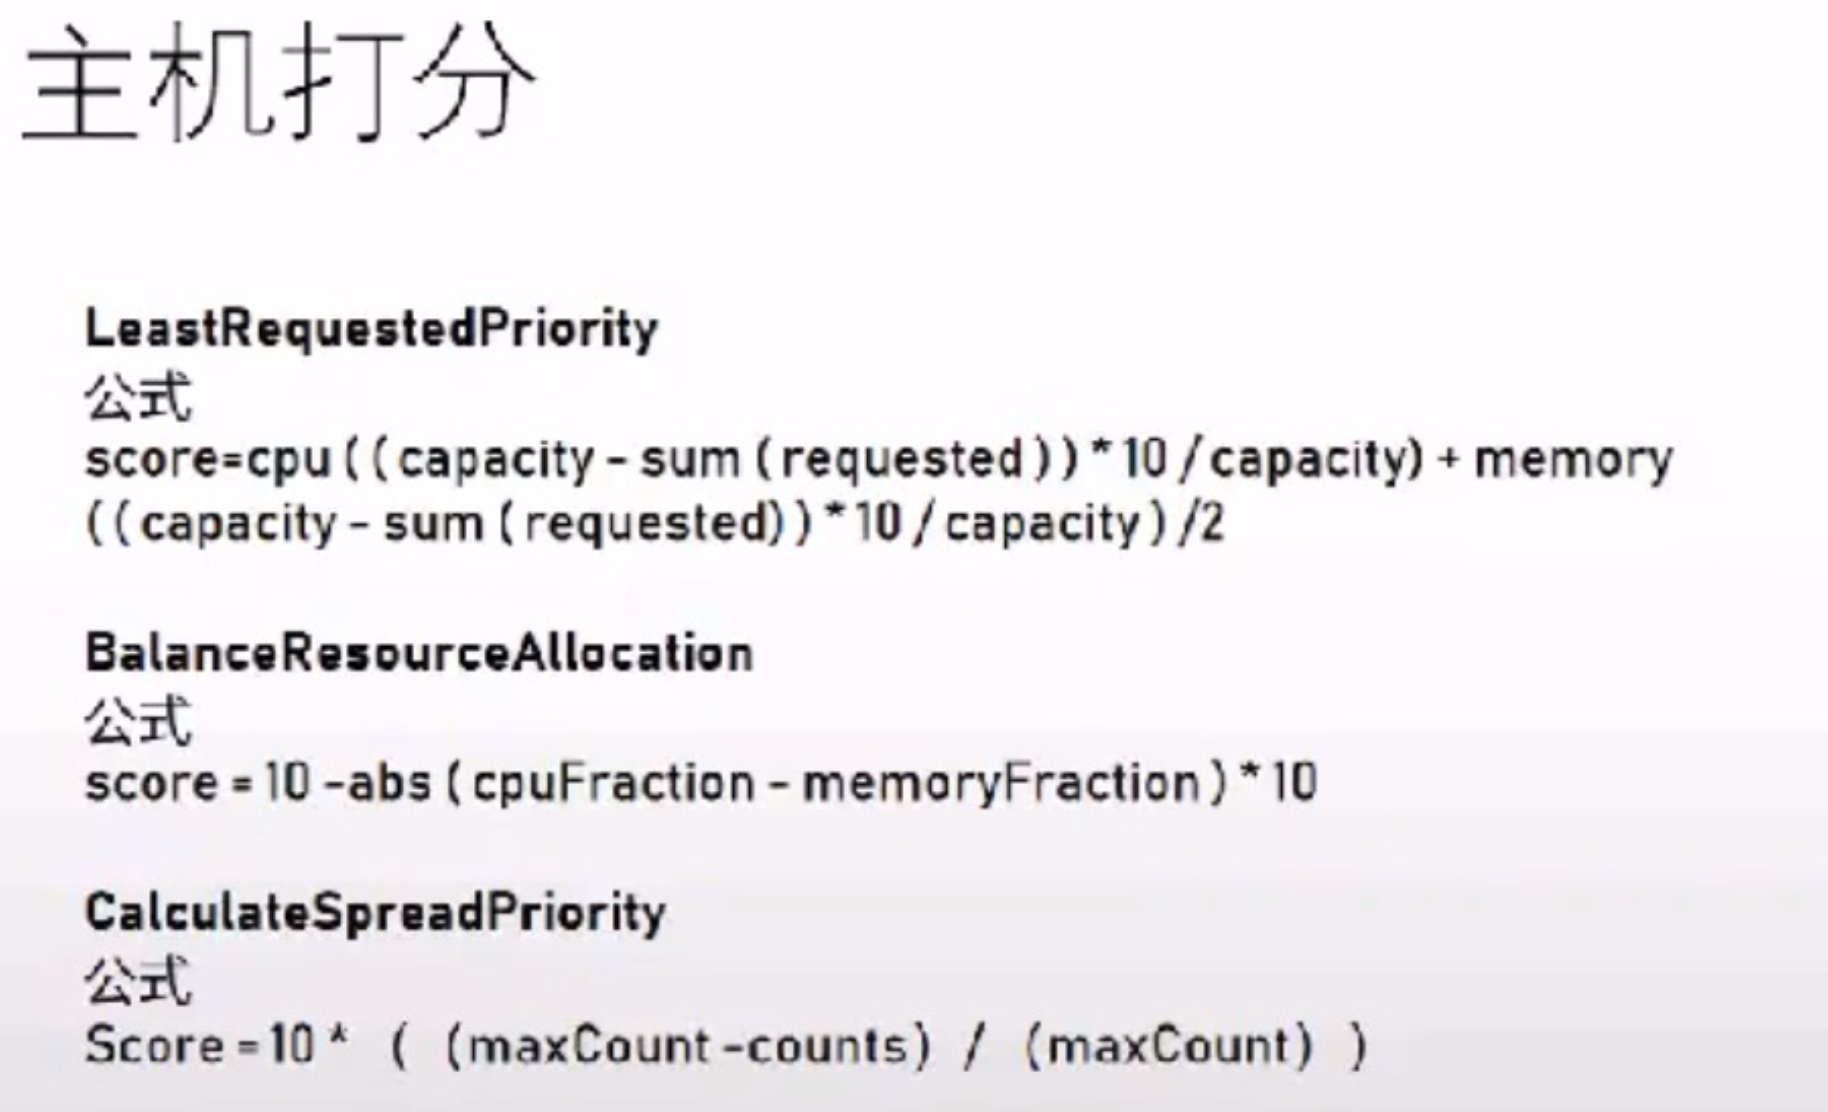 主机打分
LeastRequestedPriority
公式
score=cpu((capacity - sum(requested))*10/capacity) + memory
((capacity - sum(requested))*10/capacity)/2
BalanceResourceAllocation
公式
score = 10 -abs(cpuFraction - memoryFraction)*10
CalculateSpreadPriority
公式
Score = 10 * ( (maxCount -counts) / (maxCount) )